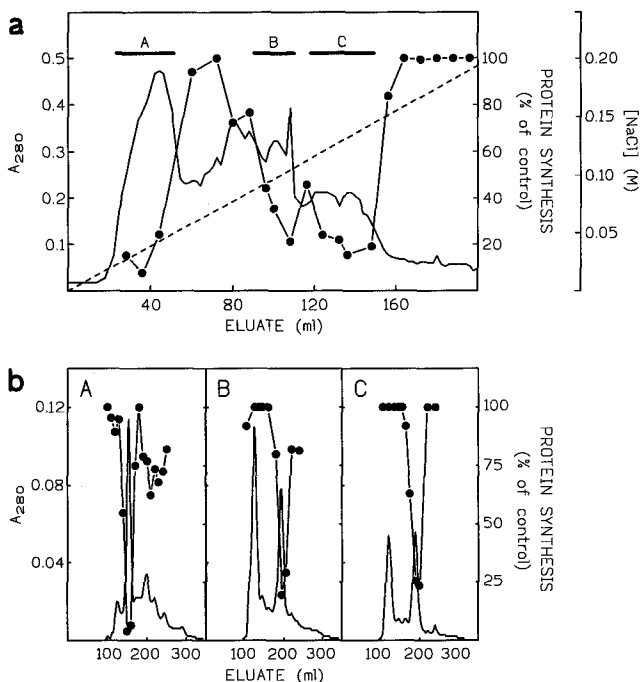 a
A
B
C
0.5
0.4
0.3
0.2
0.1
A280
100
80
60
40
20
PROTEIN SYNTHESIS
(% of control)
0.20
0.15
0.10
0.05
[NaCl] (M)
40
80
120
160
ELUATE (ml)
b
A
B
C
0.12
0.08
0.04
A280
100
75
50
25
PROTEIN SYNTHESIS
(% of control)
100 200 300
100 200 300
100 200 300
ELUATE (ml)